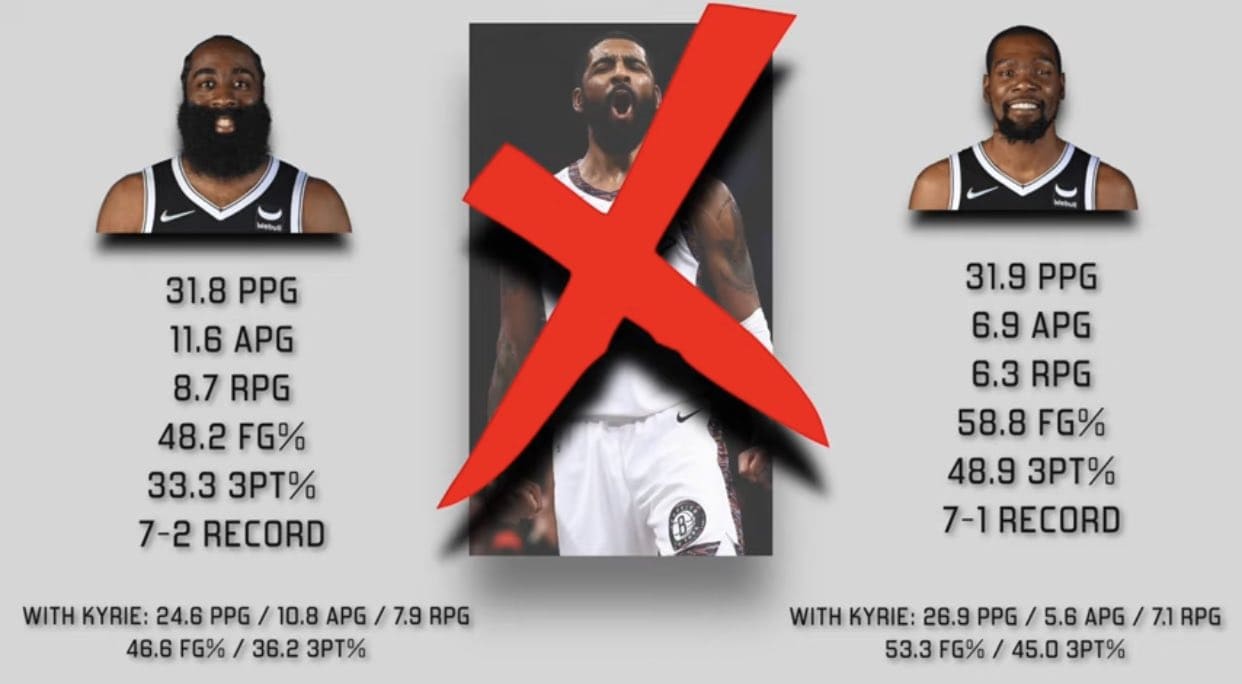 Webull
Webull
31.8 PPG
11.6 APG
8.7 RPG
48.2 FG%
33.3 3PT%
7-2 RECORD
WITH KYRIE: 24.6 PPG / 10.8 APG / 7.9 RPG
46.6 FG% / 36.2 3PT%
B
31.9 PPG
6.9 APG
6.3 RPG
58.8 FG%
48.9 3PT%
7-1 RECORD
WITH KYRIE: 26.9 PPG / 5.6 APG / 7.1 RPG
53.3 FG% / 45.0 3PT%